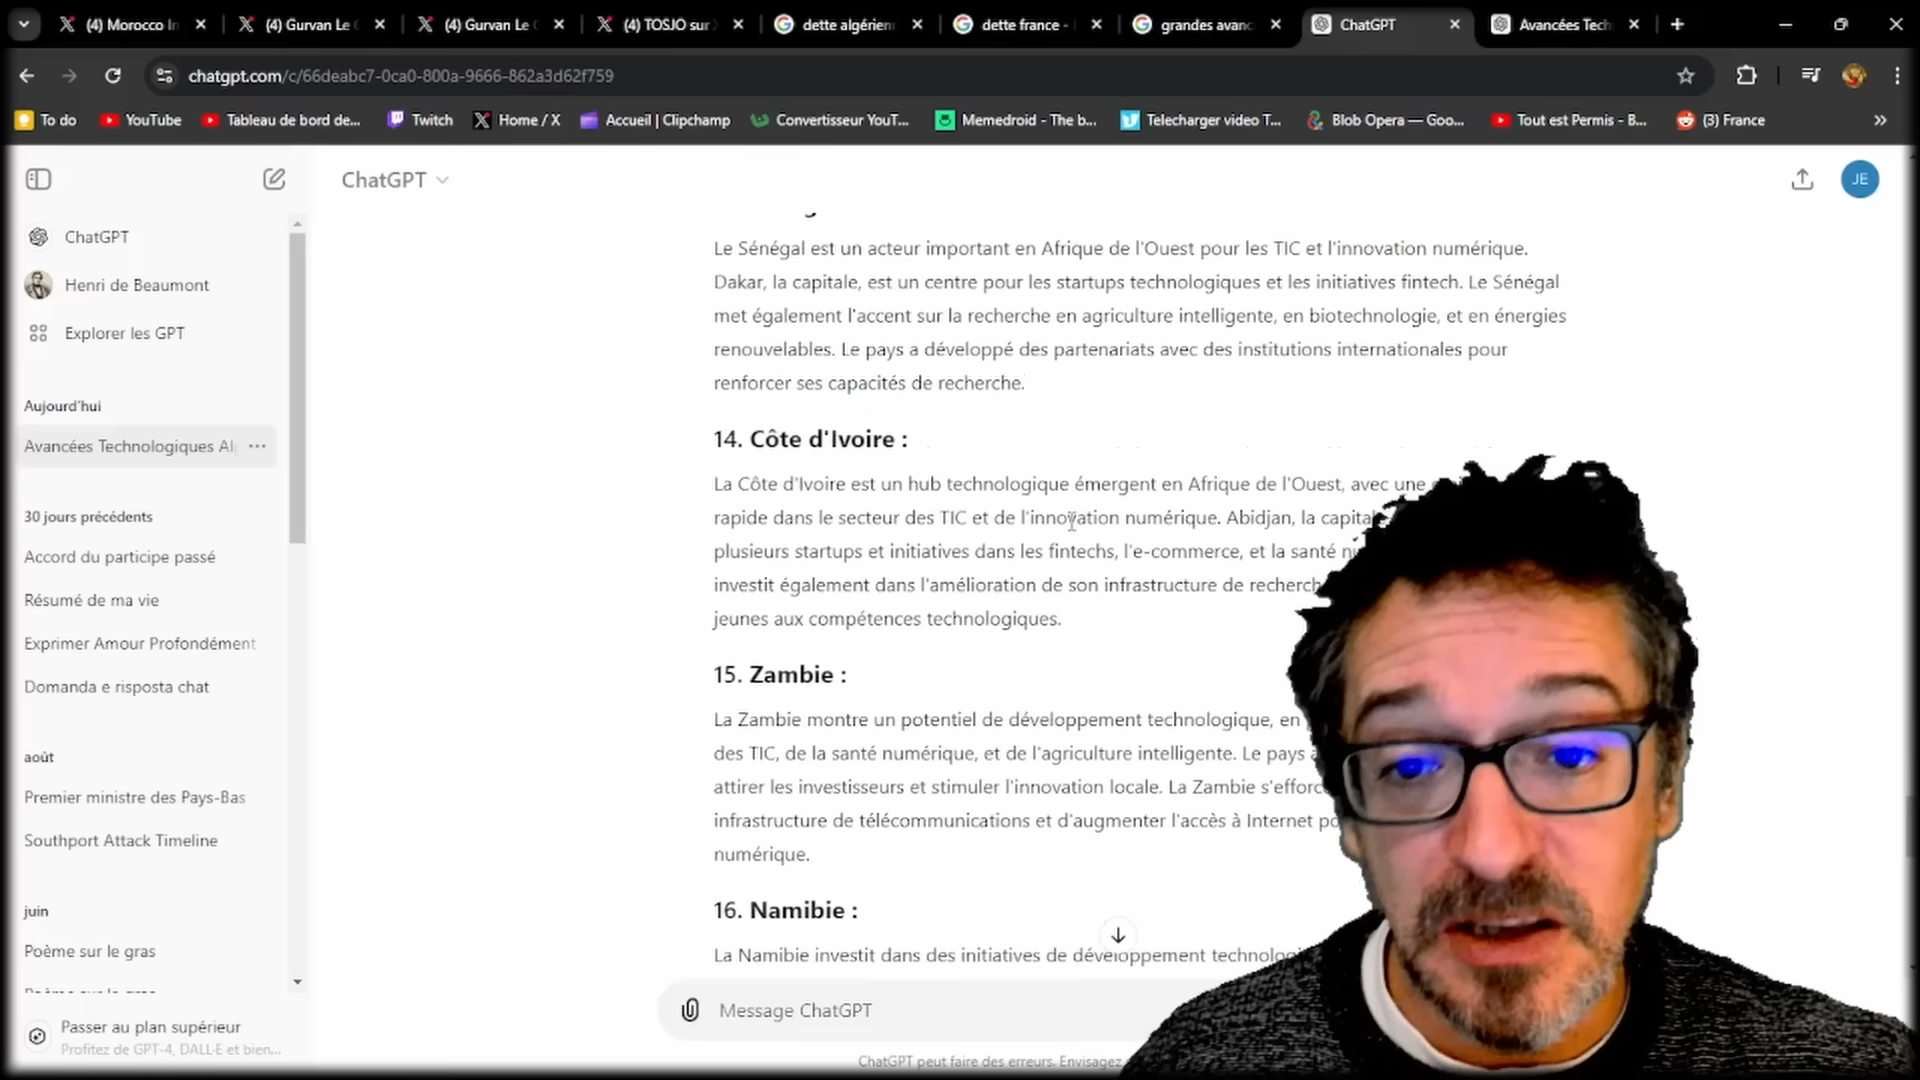 (4) Morocco In
(4) Gurvan Le
(4) Gurvan Le
(4) TOSJO sur
dette algérien
dette france -
grandes avanc
ChatGPT
Avancées Tech
chatgpt.com/c/66deabc7-0ca0-800a-9666-862a3d62f759
To do
YouTube
Tableau de bord de...
Twitch
Home / X
Accueil | Clipchamp
Convertisseur YouT...
Memedroid - The b...
Telecharger video T...
Blob Opera — Goo...
Tout est Permis - B...
(3) France
ChatGPT
JE
ChatGPT
Henri de Beaumont
Explorer les GPT
Aujourd'hui
Avancées Technologiques Al
30 jours précédents
Accord du participe passé
Résumé de ma vie
Exprimer Amour Profondément
Domanda e risposta chat
août
Premier ministre des Pays-Bas
Southport Attack Timeline
juin
Poème sur le gras
Passer au plan supérieur
Profitez de GPT-4, DALL·E et bien...
Le Sénégal est un acteur important en Afrique de l'Ouest pour les TIC et l'innovation numérique.
Dakar, la capitale, est un centre pour les startups technologiques et les initiatives fintech. Le Sénégal
met également l'accent sur la recherche en agriculture intelligente, en biotechnologie, et en énergies
renouvelables. Le pays a développé des partenariats avec des institutions internationales pour
renforcer ses capacités de recherche.
14. Côte d'Ivoire :
La Côte d'Ivoire est un hub technologique émergent en Afrique de l'Ouest, avec une
rapide dans le secteur des TIC et de l'innovation numérique. Abidjan, la capital
plusieurs startups et initiatives dans les fintechs, l'e-commerce, et la santé
investit également dans l'amélioration de son infrastructure de recherch
jeunes aux compétences technologiques.
15. Zambie :
La Zambie montre un potentiel de développement technologique, en
des TIC, de la santé numérique, et de l'agriculture intelligente. Le pays
attirer les investisseurs et stimuler l'innovation locale. La Zambie s'efforc
infrastructure de télécommunications et d'augmenter l'accès à Internet
numérique.
16. Namibie :
La Namibie investit dans des initiatives de développement technolog
Message ChatGPT
ChatGPT peut faire des erreurs. Envisagez